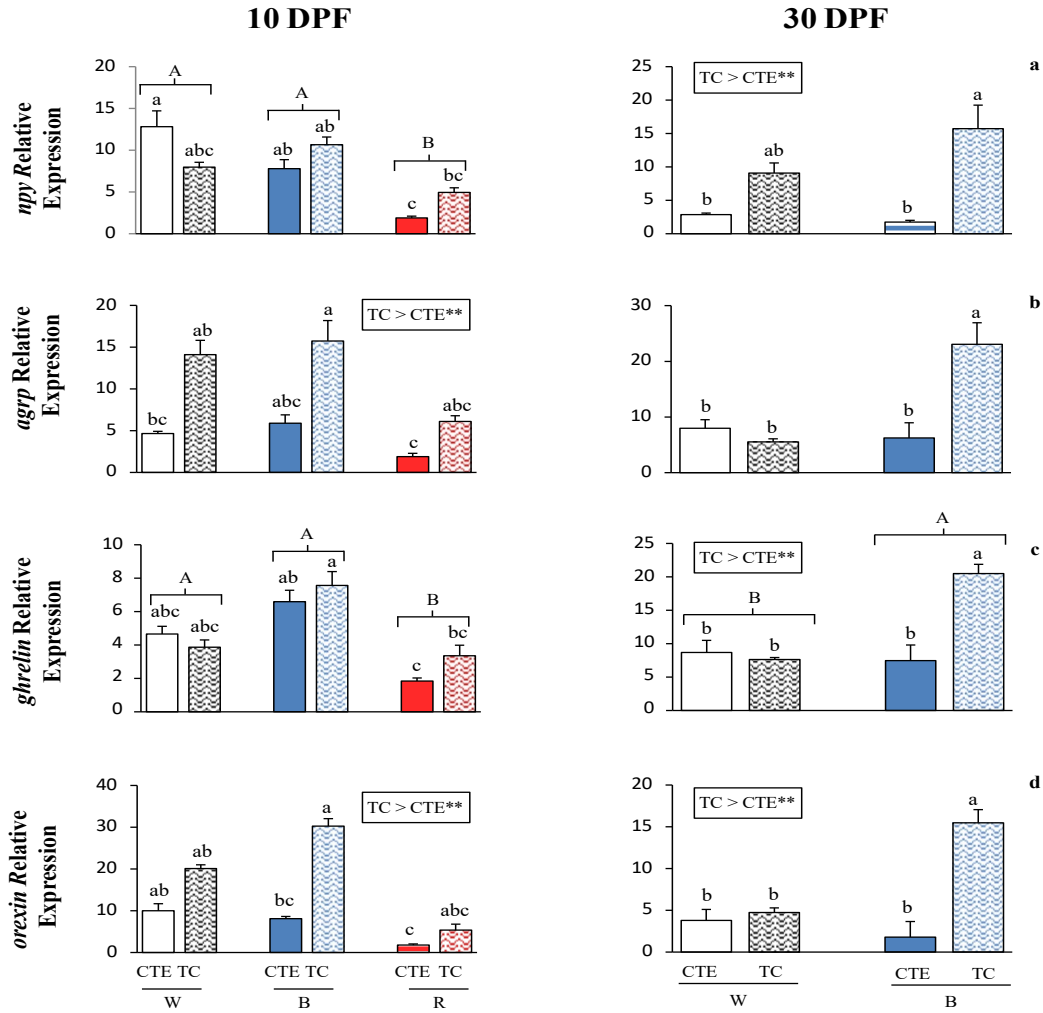 10 DPF
30 DPF
npy Relative
Expression
20
15
10
5
0
A
a
abc
A
ab
ab
B
c
bc
25
20
15
10
5
0
TC > CTE**
b
ab
b
a
a
agrp Relative
Expression
20
15
10
5
0
TC > CTE**
bc
ab
abc
a
c
abc
30
20
10
0
b
b
b
a
b
ghrelin Relative
Expression
10
8
6
4
2
0
A
abc
abc
A
ab
a
B
c
bc
25
20
15
10
5
0
TC > CTE**
B
b
b
A
b
a
c
orexin Relative
Expression
40
30
20
10
0
TC > CTE**
ab
ab
bc
a
c
abc
CTE TC
CTE TC
CTE TC
W
B
R
20
15
10
5
0
TC > CTE**
b
b
b
a
d
CTE
TC
CTE
TC
W
B